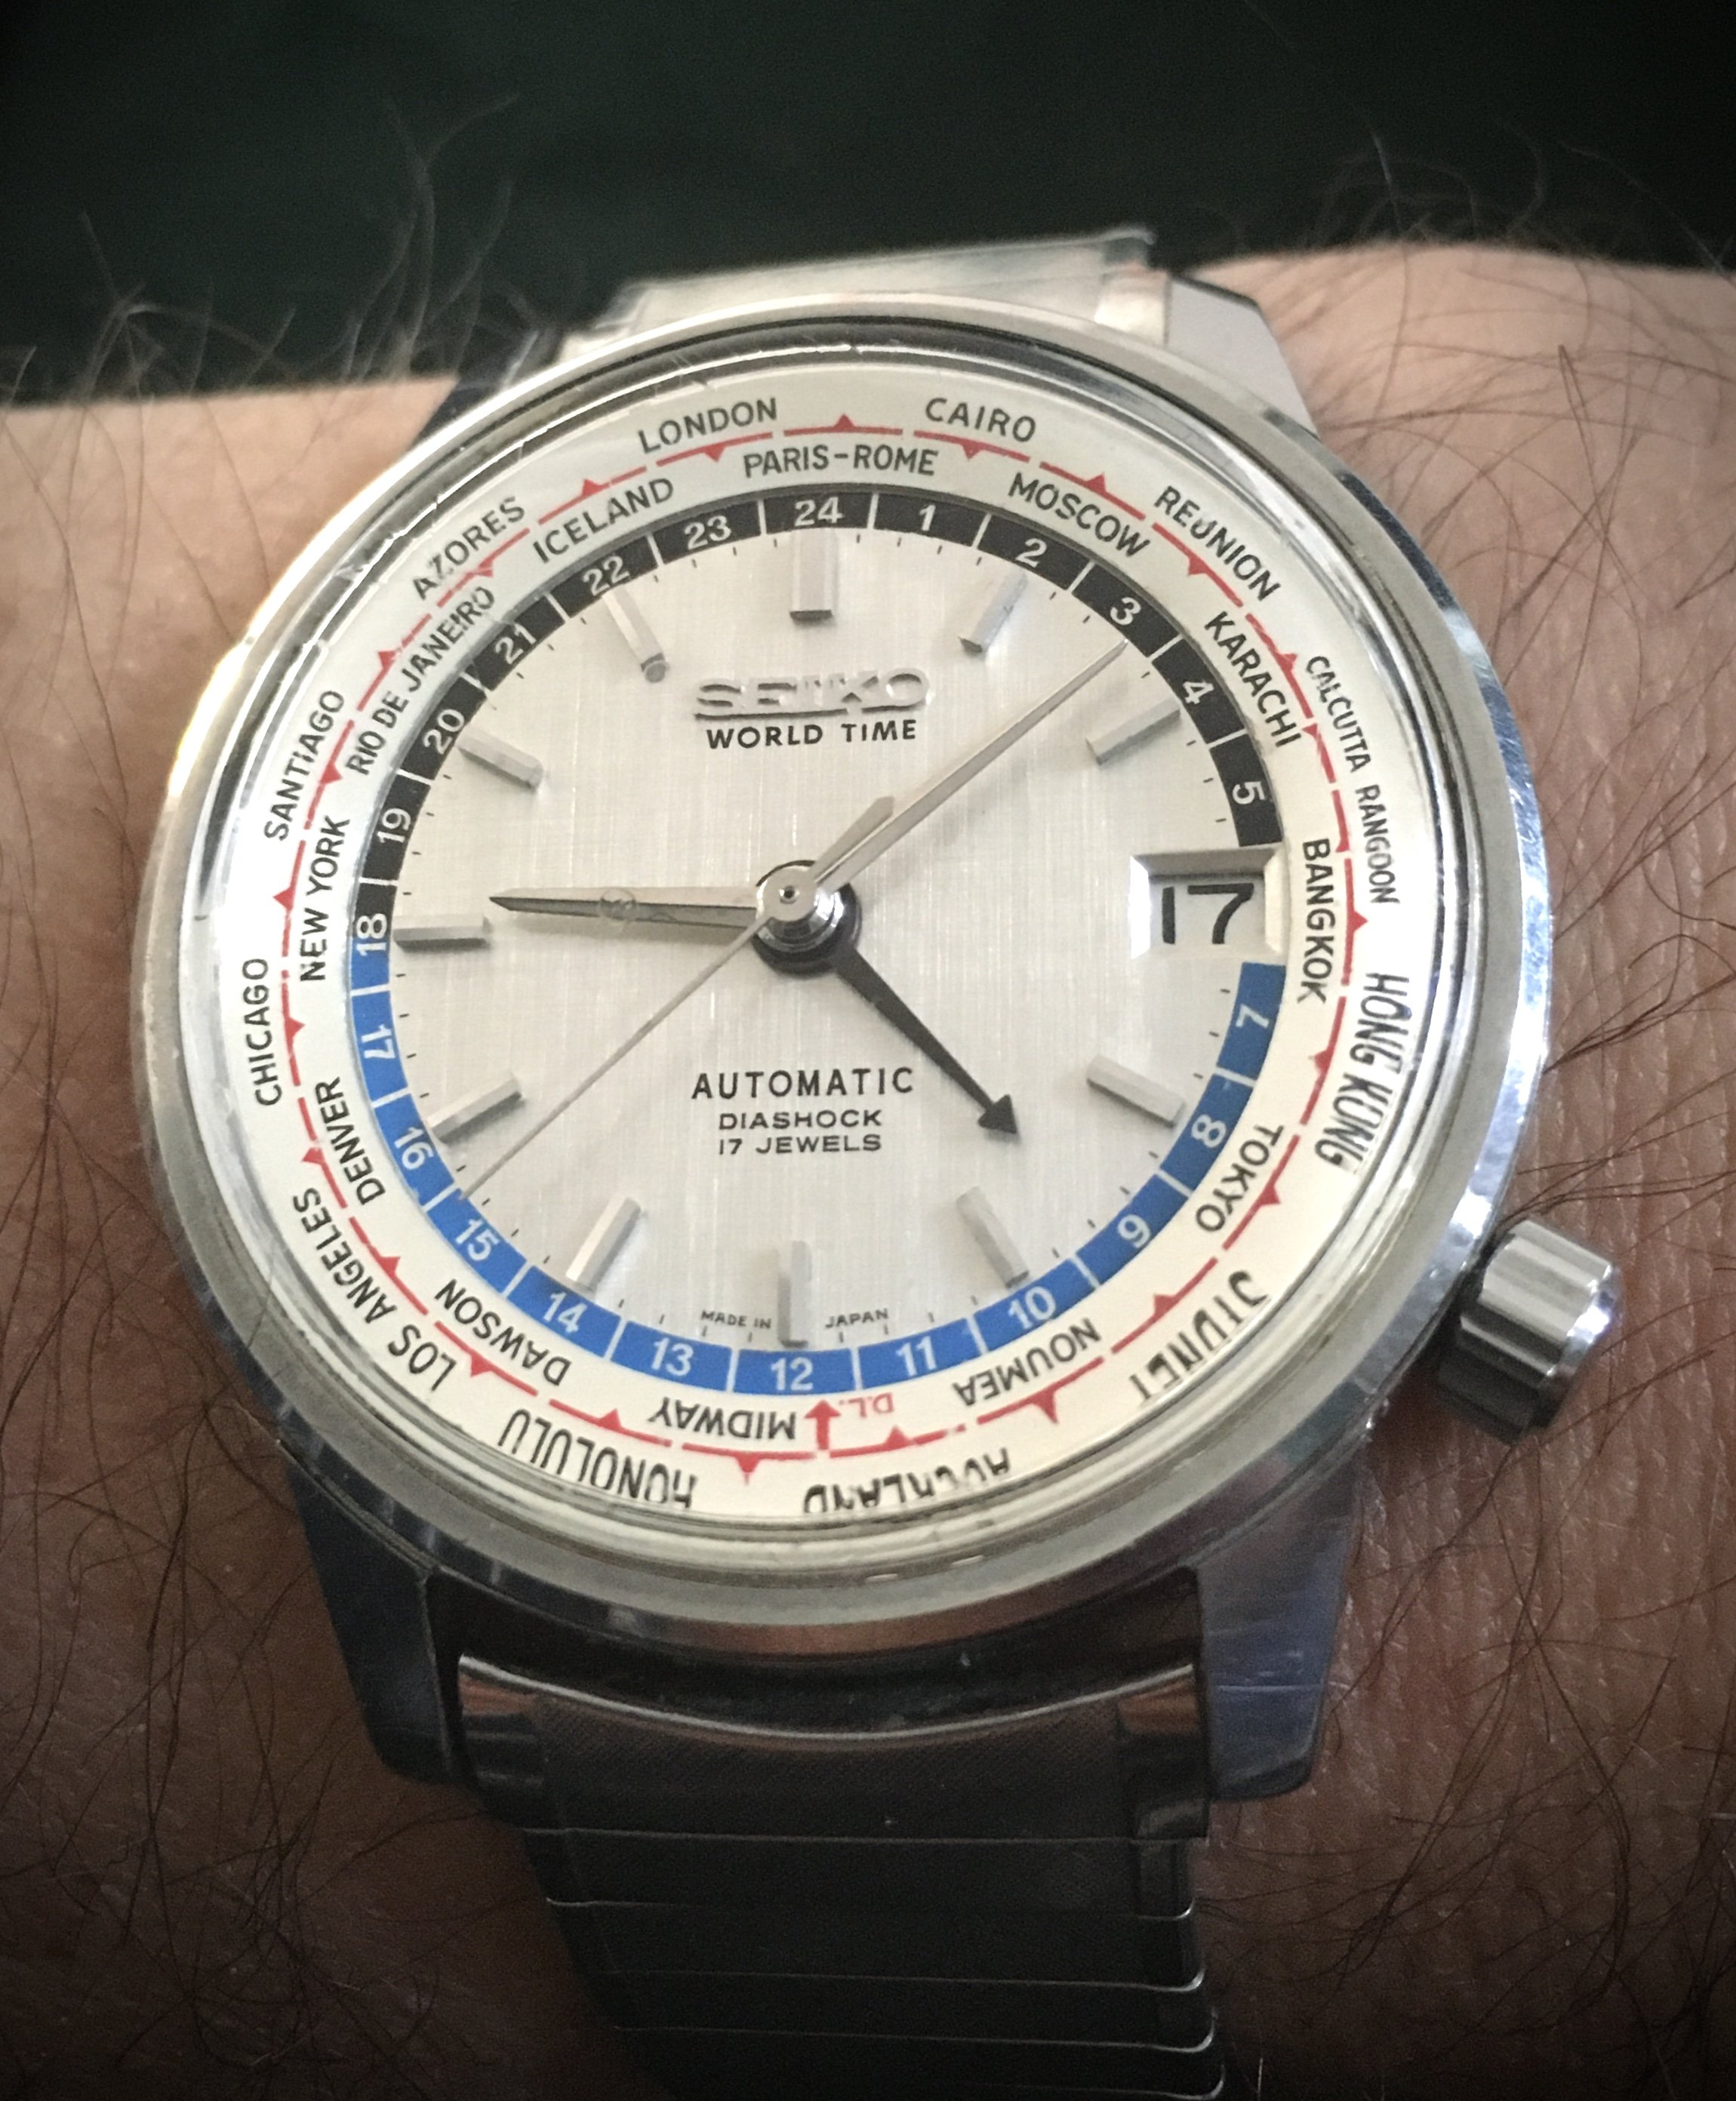 LONDON
CAIRO
REUNION
CALCUTTA
RANGOON
HONG KONG
AUCKLAND
HONOLULU
LOS ANGELES
CHICAGO
SANTIAGO
AZORES
PARIS-ROME
MOSCOW
KARACHI
BANGKOK
TOKYO
NOUMEA
D.L.
MIDWAY
DAWSON
DENVER
NEW YORK
RIO DE JANEIRO
ICELAND
24
1
2
3
4
5
7
8
9
10
11
12
13
14
15
16
17
18
19
20
21
22
23
SEIKO
WORLD TIME
17
AUTOMATIC
DIASHOCK
17 JEWELS
MADE IN JAPAN